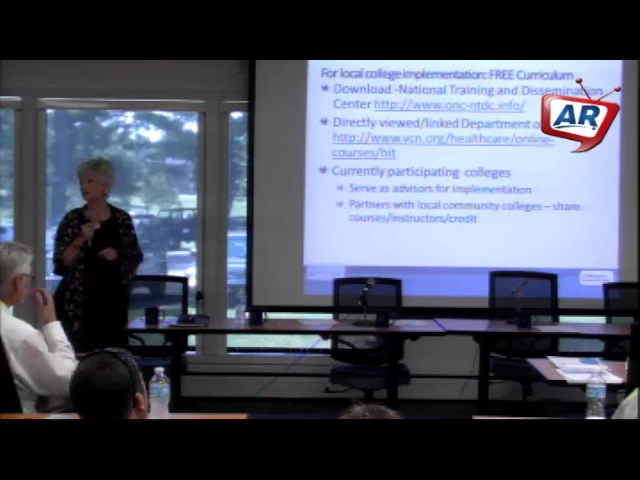 For local college implementation: FREE Curriculum
Download -National Training and Dissemination
Center http://www.onc-ntdc.info/
Directly viewed/linked Department o
http://www.vcn.org/healthcare/online-
courses/hit
Currently participating colleges
Serve as advisors for implementation
Partners with local community colleges – share
courses/instructors/credit
AR